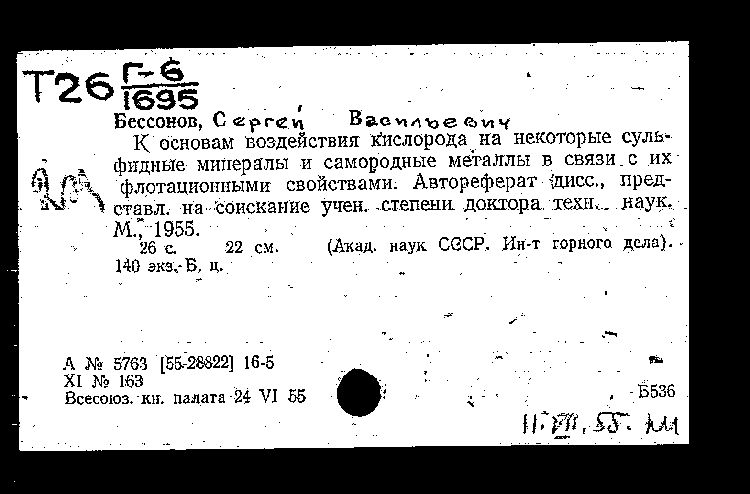 Т26 Г-6
1695
Бессонов, Сергей Васильевич
К основам воздействия кислорода на некоторые суль-
фидные минералы и самородные металлы в связи с их
флотационными свойствами. Автореферат дисс., пред-
ставл. на соискание учен. степени доктора техн. наук.
М., 1955.
26 с. 22 см. (Акад. наук СССР. Ин-т горного дела).
140 экз. Б. ц.
А № 5763 [55-28822] 16-5
XI № 163
Всесоюз. кн. палата 24 VI 55
Б536
11.VIII.55.